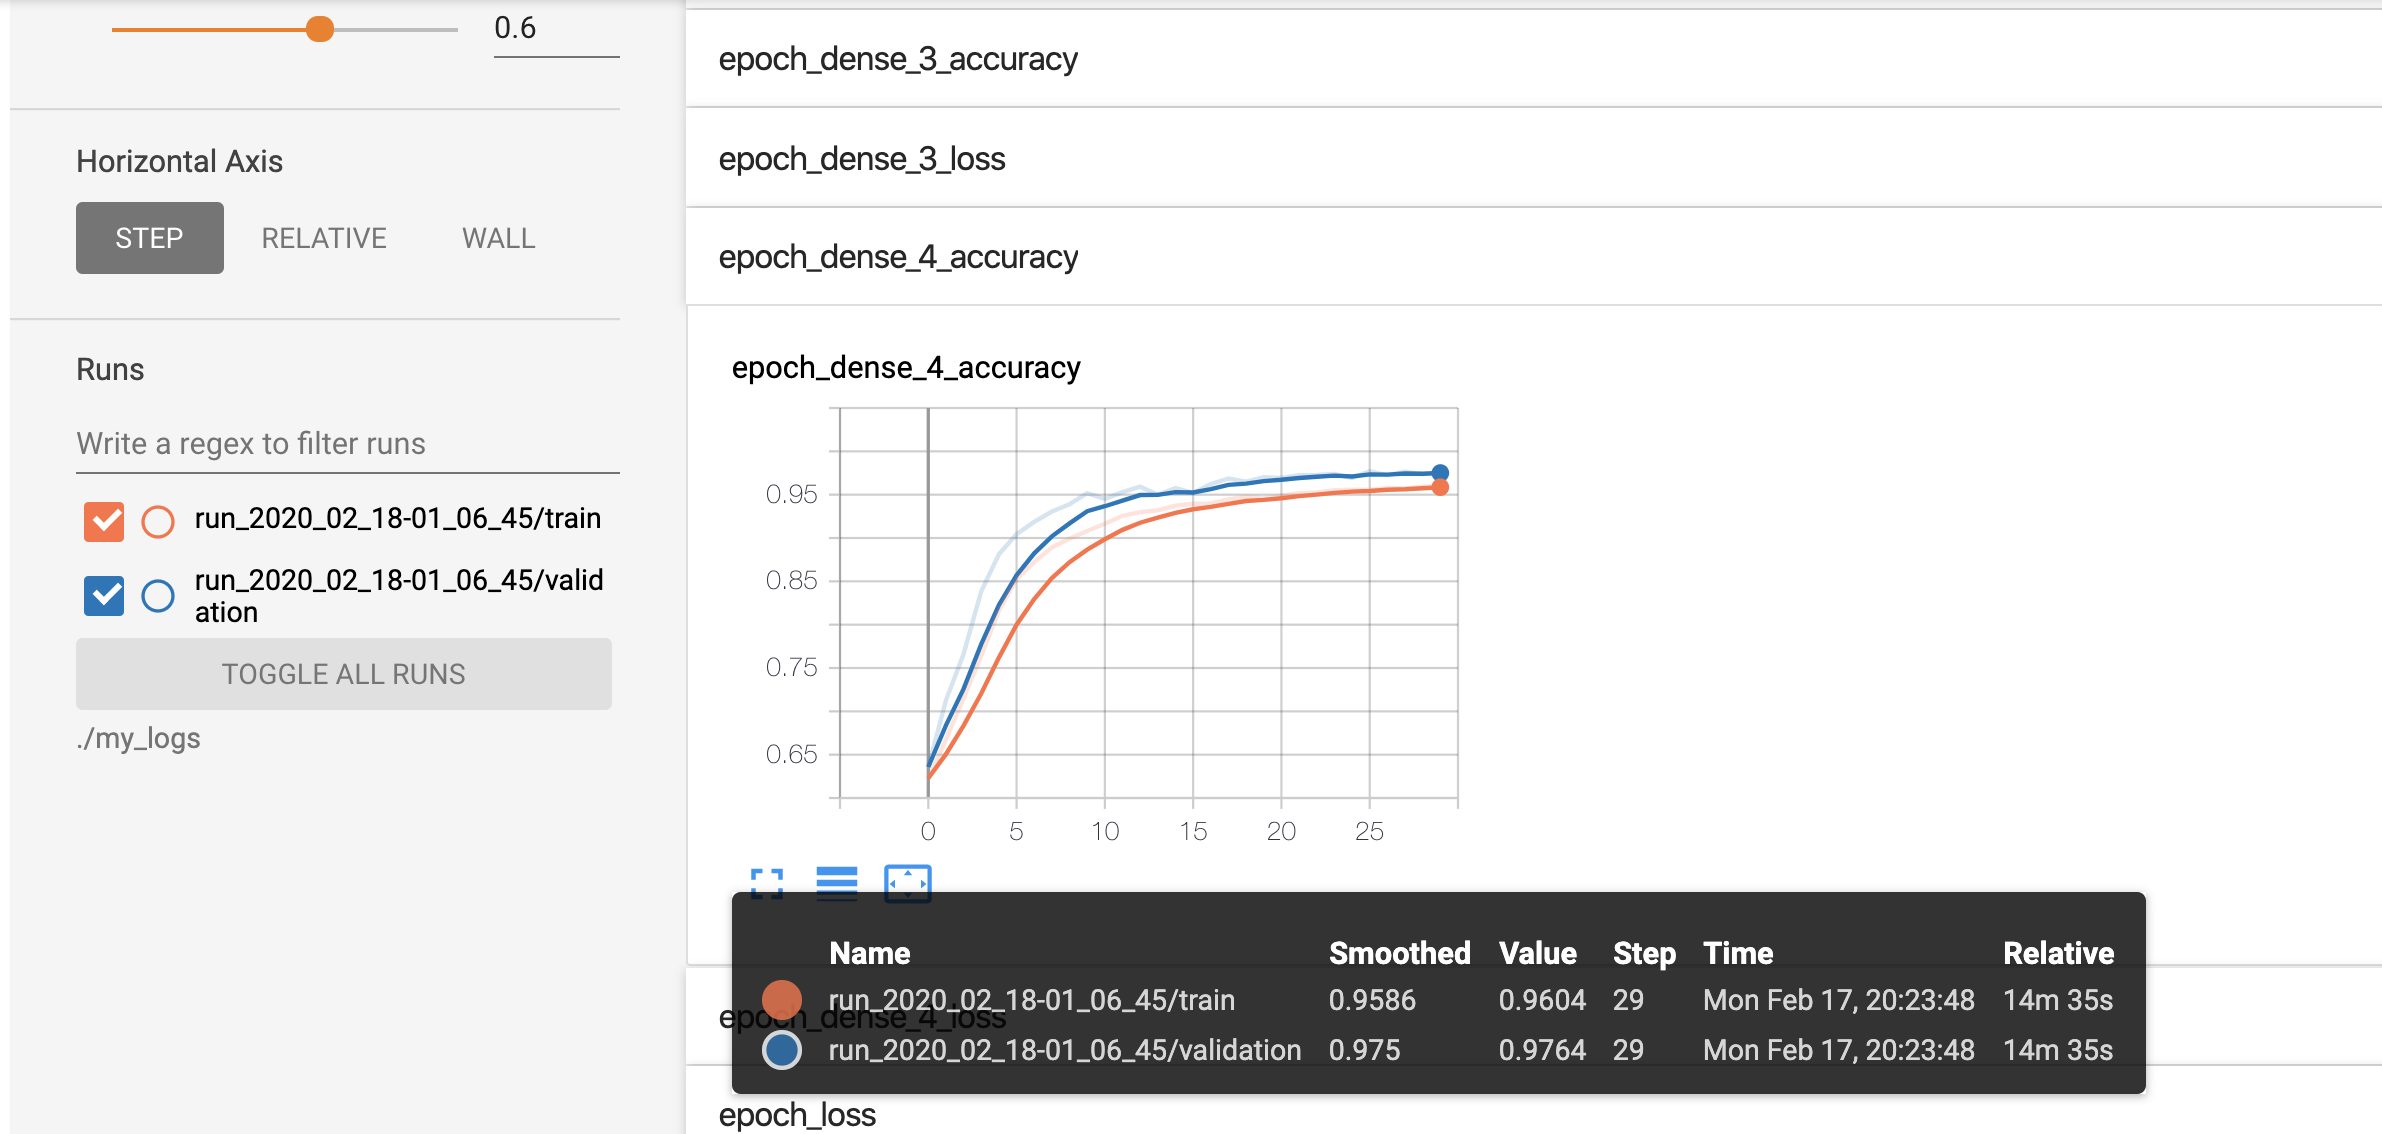 0.6
Horizontal Axis
STEP RELATIVE WALL
Runs
Write a regex to filter runs
run_2020_02_18-01_06_45/train
run_2020_02_18-01_06_45/valid
ation
TOGGLE ALL RUNS
./my_logs
epoch_dense_3_accuracy
epoch_dense_3_loss
epoch_dense_4_accuracy
epoch_dense_4_accuracy
0.95
0.85
0.75
0.65
0 5 10 15 20 25
Name Smoothed Value Step Time Relative
run_2020_02_18-01_06_45/train 0.9586 0.9604 29 Mon Feb 17, 20:23:48 14m 35s
epoch_dense_4_loss
run_2020_02_18-01_06_45/validation 0.975 0.9764 29 Mon Feb 17, 20:23:48 14m 35s
epoch_loss